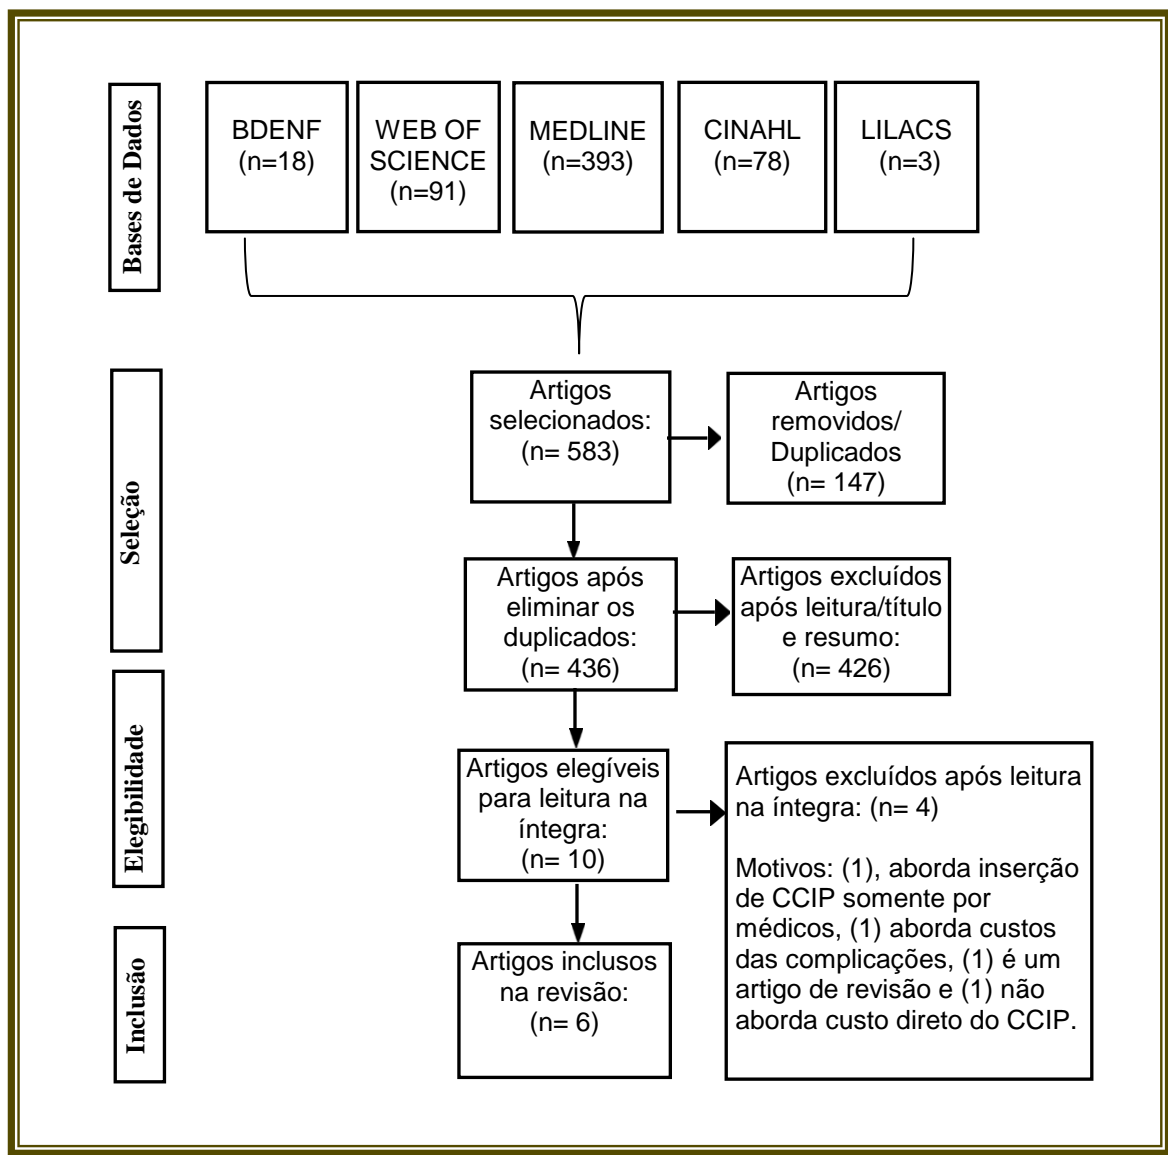 Bases de Dados
BDENF
(n=18)
WEB OF
SCIENCE
(n=91)
MEDLINE
(n=393)
CINAHL
(n=78)
LILACS
(n=3)
Seleção
Artigos
selecionados:
(n= 583)
Artigos
removidos/
Duplicados
(n= 147)
Artigos após
eliminar os
duplicados:
(n= 436)
Artigos excluídos
após leitura/título
e resumo:
(n= 426)
Elegibilidade
Artigos elegíveis
para leitura na
íntegra:
(n= 10)
Artigos excluídos após leitura
na íntegra: (n= 4)
Motivos: (1), aborda inserção
de CCIP somente por
médicos, (1) aborda custos
das complicações, (1) é um
artigo de revisão e (1) não
aborda custo direto do CCIP.
Inclusão
Artigos inclusos
na revisão:
(n= 6)